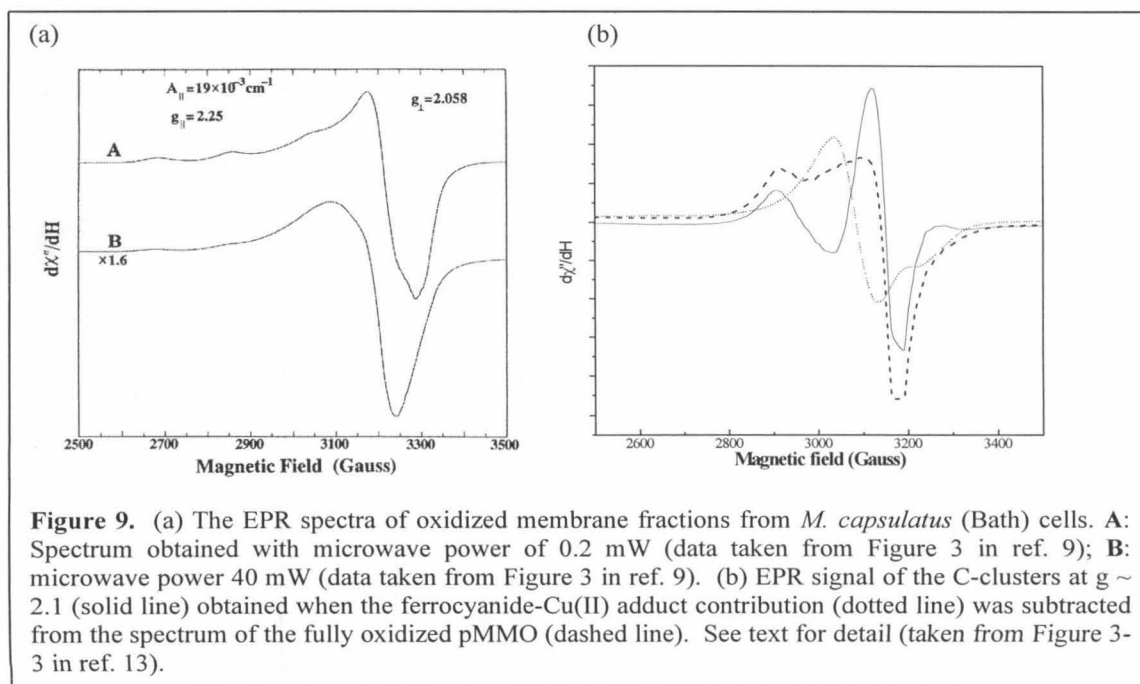 (a)
A||=19×10⁻³cm⁻¹
g||=2.25
g⊥=2.058
A
B
×1.6
dχ"/dH
2500 2700 2900 3100 3300 3500
Magnetic Field (Gauss)
(b)
dχ"/dH
2600 2800 3000 3200 3400
Magnetic field (Gauss)
Figure 9. (a) The EPR spectra of oxidized membrane fractions from M. capsulatus (Bath) cells. A:
Spectrum obtained with microwave power of 0.2 mW (data taken from Figure 3 in ref. 9); B:
microwave power 40 mW (data taken from Figure 3 in ref. 9). (b) EPR signal of the C-clusters at g ~
2.1 (solid line) obtained when the ferrocyanide-Cu(II) adduct contribution (dotted line) was subtracted
from the spectrum of the fully oxidized pMMO (dashed line). See text for detail (taken from Figure 3-
3 in ref. 13).